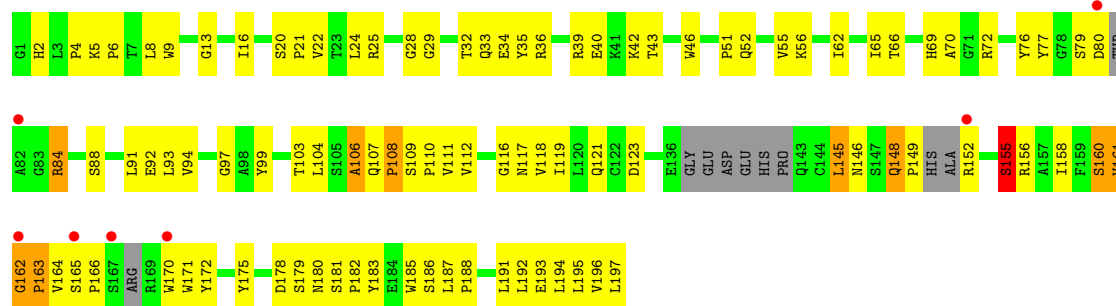 G1 H2 L3 P4 K5 P6 T7 L8 W9 G13 I16 S20 P21 V22 T23 L24 R25 G28 G29 T32 Q33 E34 Y35 R36 R39 E40 K41 K42 T43 W46 P51 Q52 V55 K56 I62 I65 T66 H69 A70 G71 R72 Y76 Y77 G78 S79 D80
A82 G83 R84 S88 L91 E92 L93 V94 G97 A98 Y99 T103 L104 S105 A106 Q107 P108 S109 P110 V111 V112 G116 N117 V118 I119 L120 Q121 C122 D123 E136 GLY GLU ASP GLU HIS PRO Q143 C144 L145 N146 S147 Q148 P149 HIS ALA R152 S155 R156 A157 I158 F159 S160
G162 P163 V164 S165 P166 S167 ARG R169 W170 W171 Y172 Y175 D178 S179 N180 S181 P182 Y183 E184 W185 S186 L187 P188 L191 L192 E193 L194 L195 V196 L197